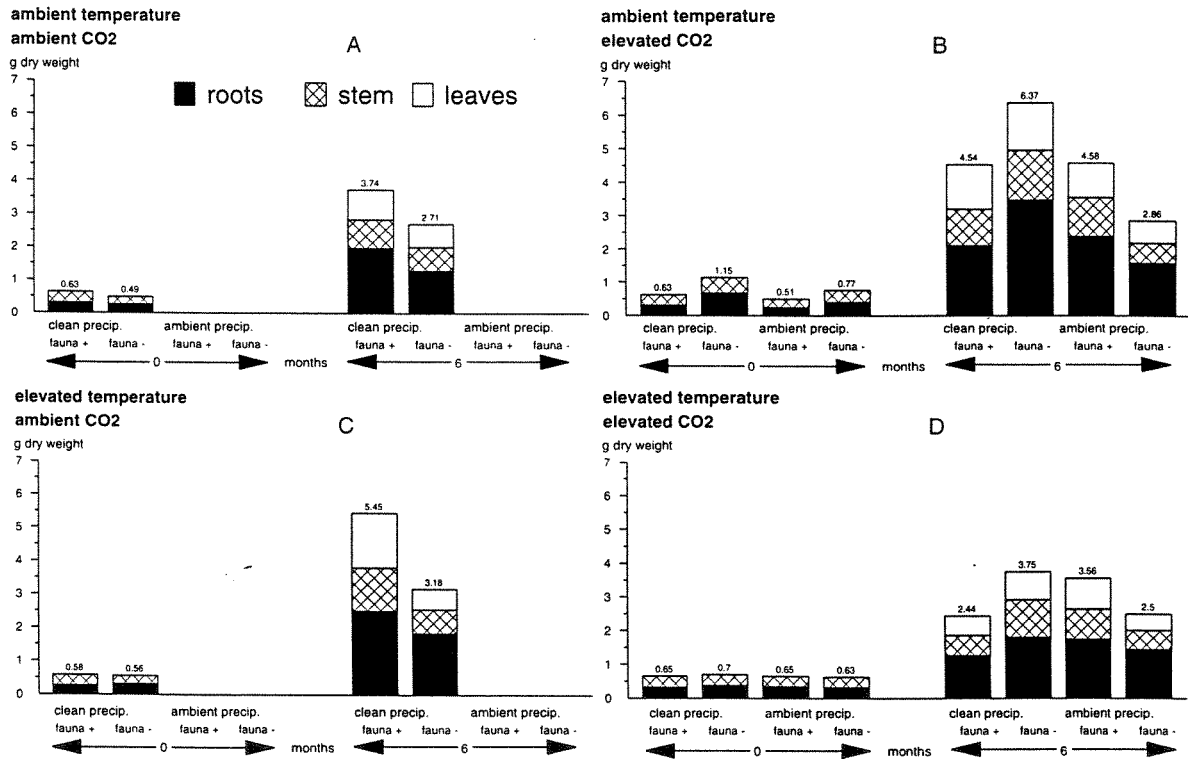 ambient temperature
ambient CO2
A
g dry weight
roots stem leaves
7
6
5
4
3
2
1
0
0.63
0.49
3.74
2 71
clean precip. ambient precip. clean precip. ambient precip.
fauna + fauna - fauna + fauna - fauna + fauna - fauna + fauna -
0 months 6
ambient temperature
elevated CO2
B
g dry weight
7
6
5
4
3
2
1
0
0.63
1.15
0.51
0.77
4.54
6.37
4.58
2.86
clean precip. ambient precip. clean precip. ambient precip.
fauna + fauna - fauna + fauna - fauna + fauna - fauna + fauna -
0 months 6
elevated temperature
ambient CO2
C
g dry weight
7
6
5
4
3
2
1
0
0.58
0.56
5.45
3.18
clean precip. ambient precip. clean precip. ambient precip.
fauna + fauna - fauna + fauna - fauna + fauna - fauna + fauna -
0 months 6
elevated temperature
elevated CO2
D
g dry weight
7
6
5
4
3
2
1
0
0.65
0.7
0.65
0.63
2.44
3.75
3.56
2.5
clean precip. ambient precip. clean precip. ambient precip.
fauna + fauna - fauna + fauna - fauna + fauna - fauna + fauna -
0 months 6